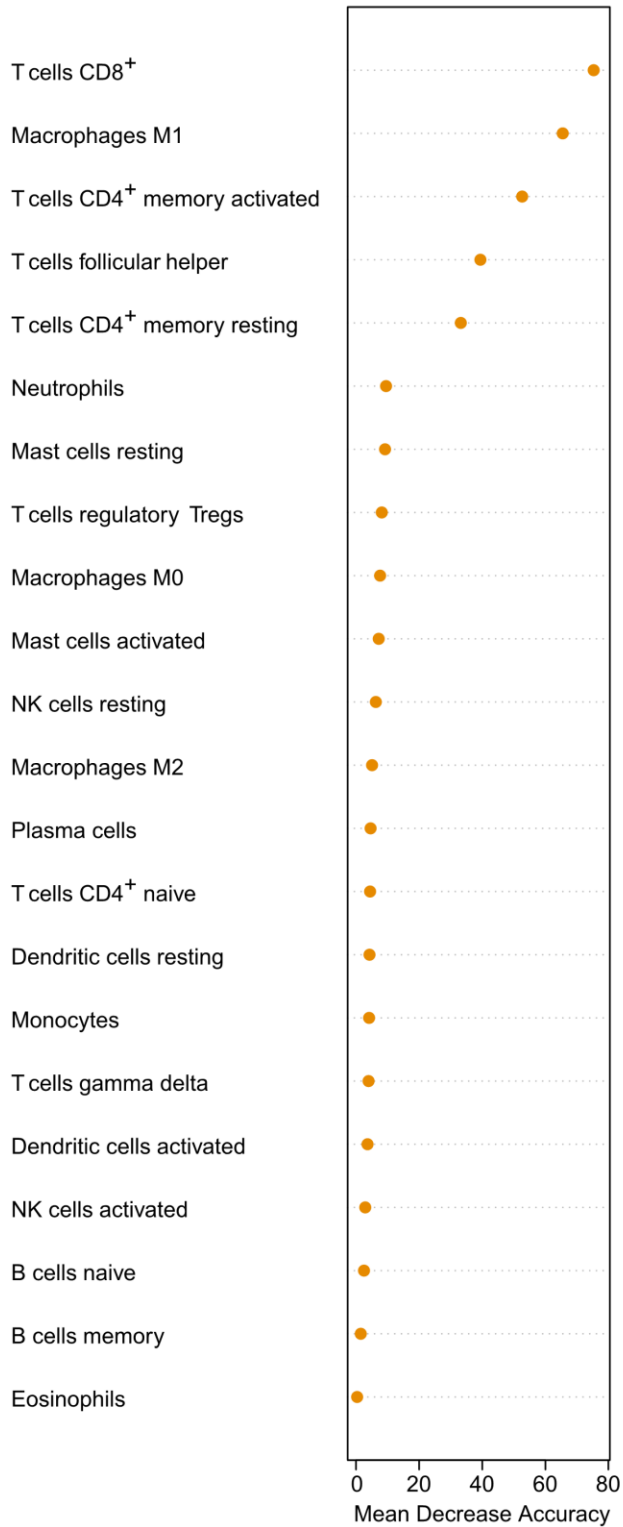 T cells CD8⁺
Macrophages M1
T cells CD4⁺ memory activated
T cells follicular helper
T cells CD4⁺ memory resting
Neutrophils
Mast cells resting
T cells regulatory Tregs
Macrophages M0
Mast cells activated
NK cells resting
Macrophages M2
Plasma cells
T cells CD4⁺ naive
Dendritic cells resting
Monocytes
T cells gamma delta
Dendritic cells activated
NK cells activated
B cells naive
B cells memory
Eosinophils
0 20 40 60 80
Mean Decrease Accuracy